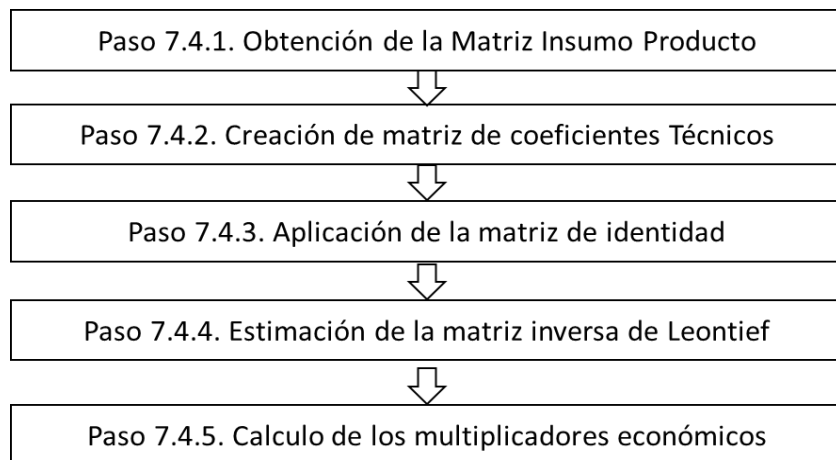 Paso 7.4.1. Obtención de la Matriz Insumo Producto
Paso 7.4.2. Creación de matriz de coeficientes Técnicos
Paso 7.4.3. Aplicación de la matriz de identidad
Paso 7.4.4. Estimación de la matriz inversa de Leontief
Paso 7.4.5. Calculo de los multiplicadores económicos